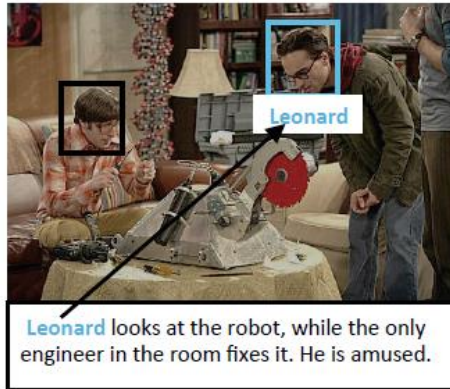 Leonard
Leonard looks at the robot, while the only
engineer in the room fixes it. He is amused.